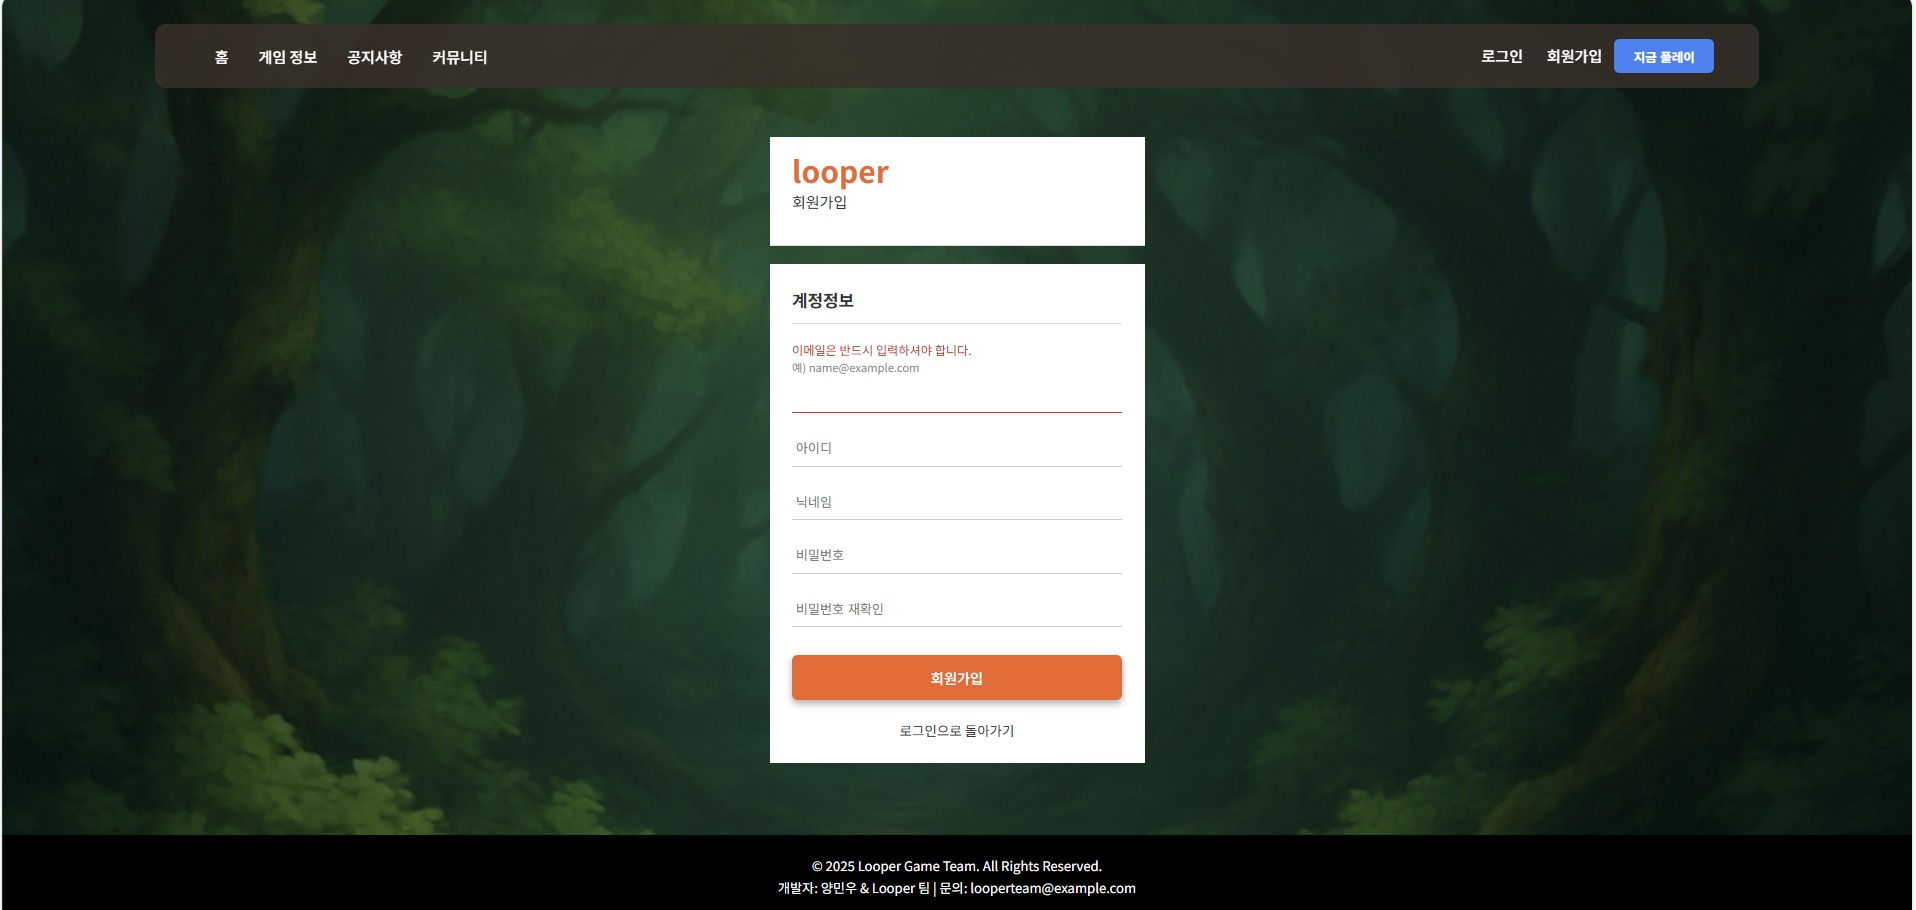 홈 게임 정보 공지사항 커뮤니티 로그인 회원가입 지금 플레이
looper
회원가입
계정정보
이메일은 반드시 입력하셔야 합니다.
예) name@example.com
아이디
닉네임
비밀번호
비밀번호 재확인
회원가입
로그인으로 돌아가기
© 2025 Looper Game Team. All Rights Reserved.
개발자: 양민우 & Looper 팀 | 문의: looperteam@example.com